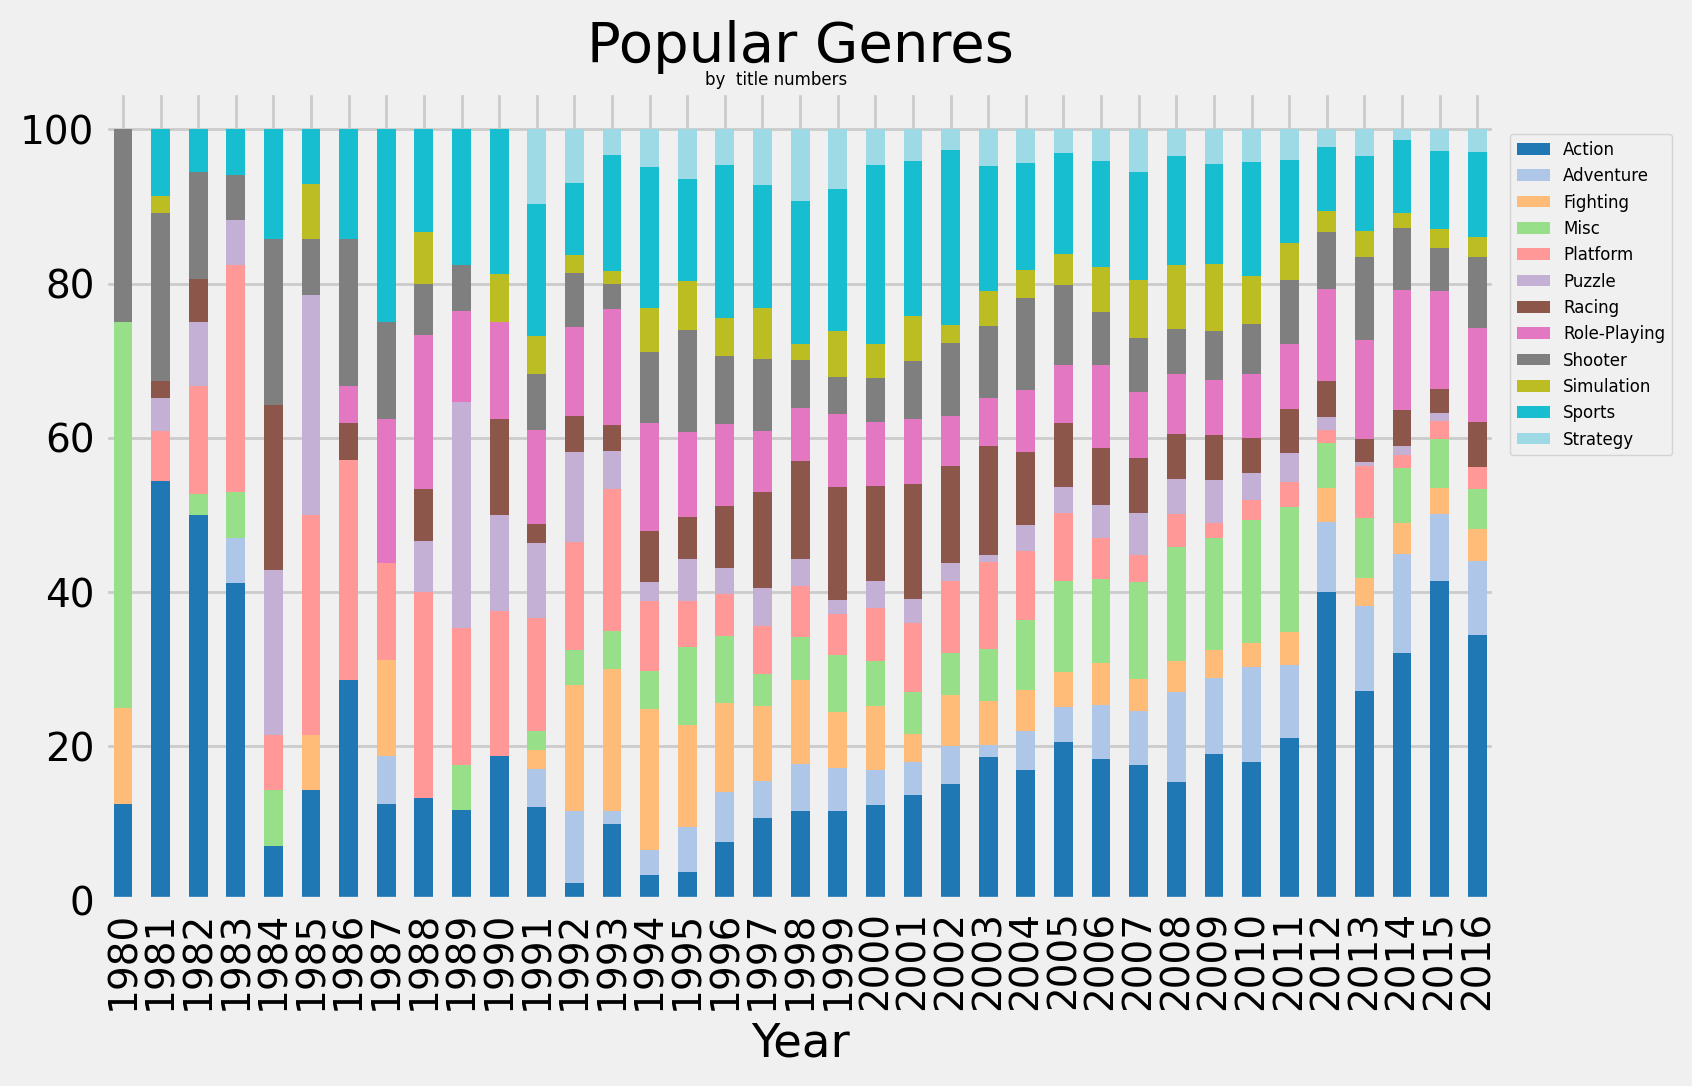 Popular Genres
by  title numbers
100
80
60
40
20
0
Action
Adventure
Fighting
Misc
Platform
Puzzle
Racing
Role-Playing
Shooter
Simulation
Sports
Strategy
1980
1981
1982
1983
1984
1985
1986
1987
1988
1989
1990
1991
1992
1993
1994
1995
1996
1997
1998
1999
2000
2001
2002
2003
2004
2005
2006
2007
2008
2009
2010
2011
2012
2013
2014
2015
2016
Year